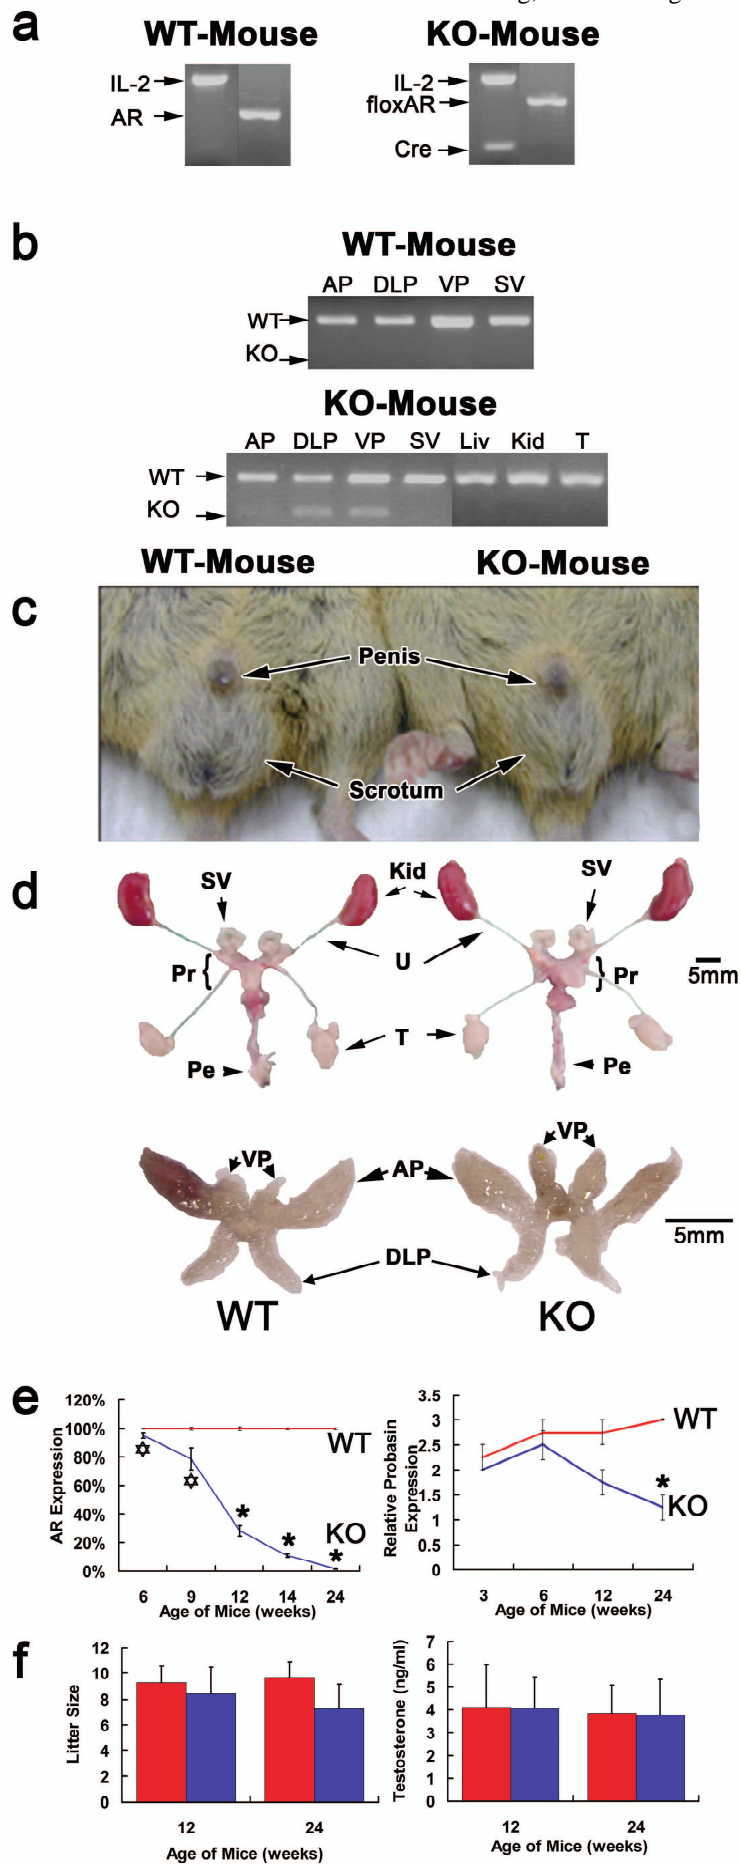 a
WT-Mouse
KO-Mouse
IL-2
AR
IL-2
floxAR
Cre
b
WT-Mouse
AP DLP VP SV
WT
KO
KO-Mouse
AP DLP VP SV Liv Kid T
WT
KO
WT-Mouse
KO-Mouse
c
Penis
Scrotum
d
SV
Kid
SV
Pr
U
Pr
5mm
T
Pe
Pe
VP
AP
VP
5mm
DLP
WT
KO
e
AR Expression
140%
120%
100%
80%
60%
40%
20%
0%
WT
KO
* * *
6 9 12 14 24
Age of Mice (weeks)
Relative Probasin
Expression
3.5
3
2.5
2
1.5
1
0.5
0
WT
*
KO
3 6 12 24
Age of Mice (weeks)
f
Litter Size
12
10
8
6
4
2
0
12 24
Age of Mice (weeks)
Testosterone (ng/ml)
7
6
5
4
3
2
1
0
12 24
Age of Mice (weeks)